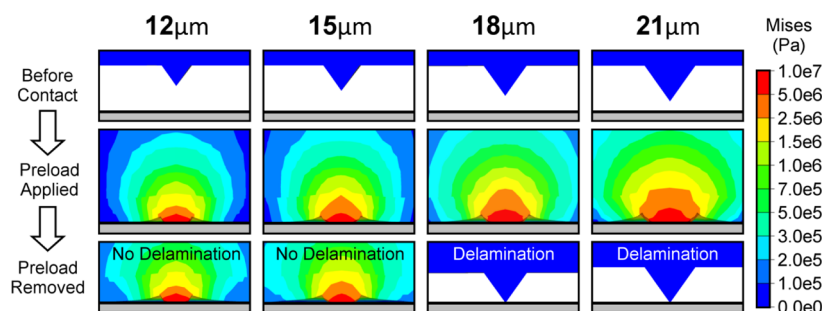 12μm
15μm
18μm
21μm
Mises
(Pa)
Before
Contact
Preload
Applied
Preload
Removed
No Delamination
No Delamination
Delamination
Delamination
1.0e7
5.0e6
2.5e6
1.5e6
1.0e6
7.0e5
5.0e5
3.0e5
2.0e5
1.0e5
0.0e0